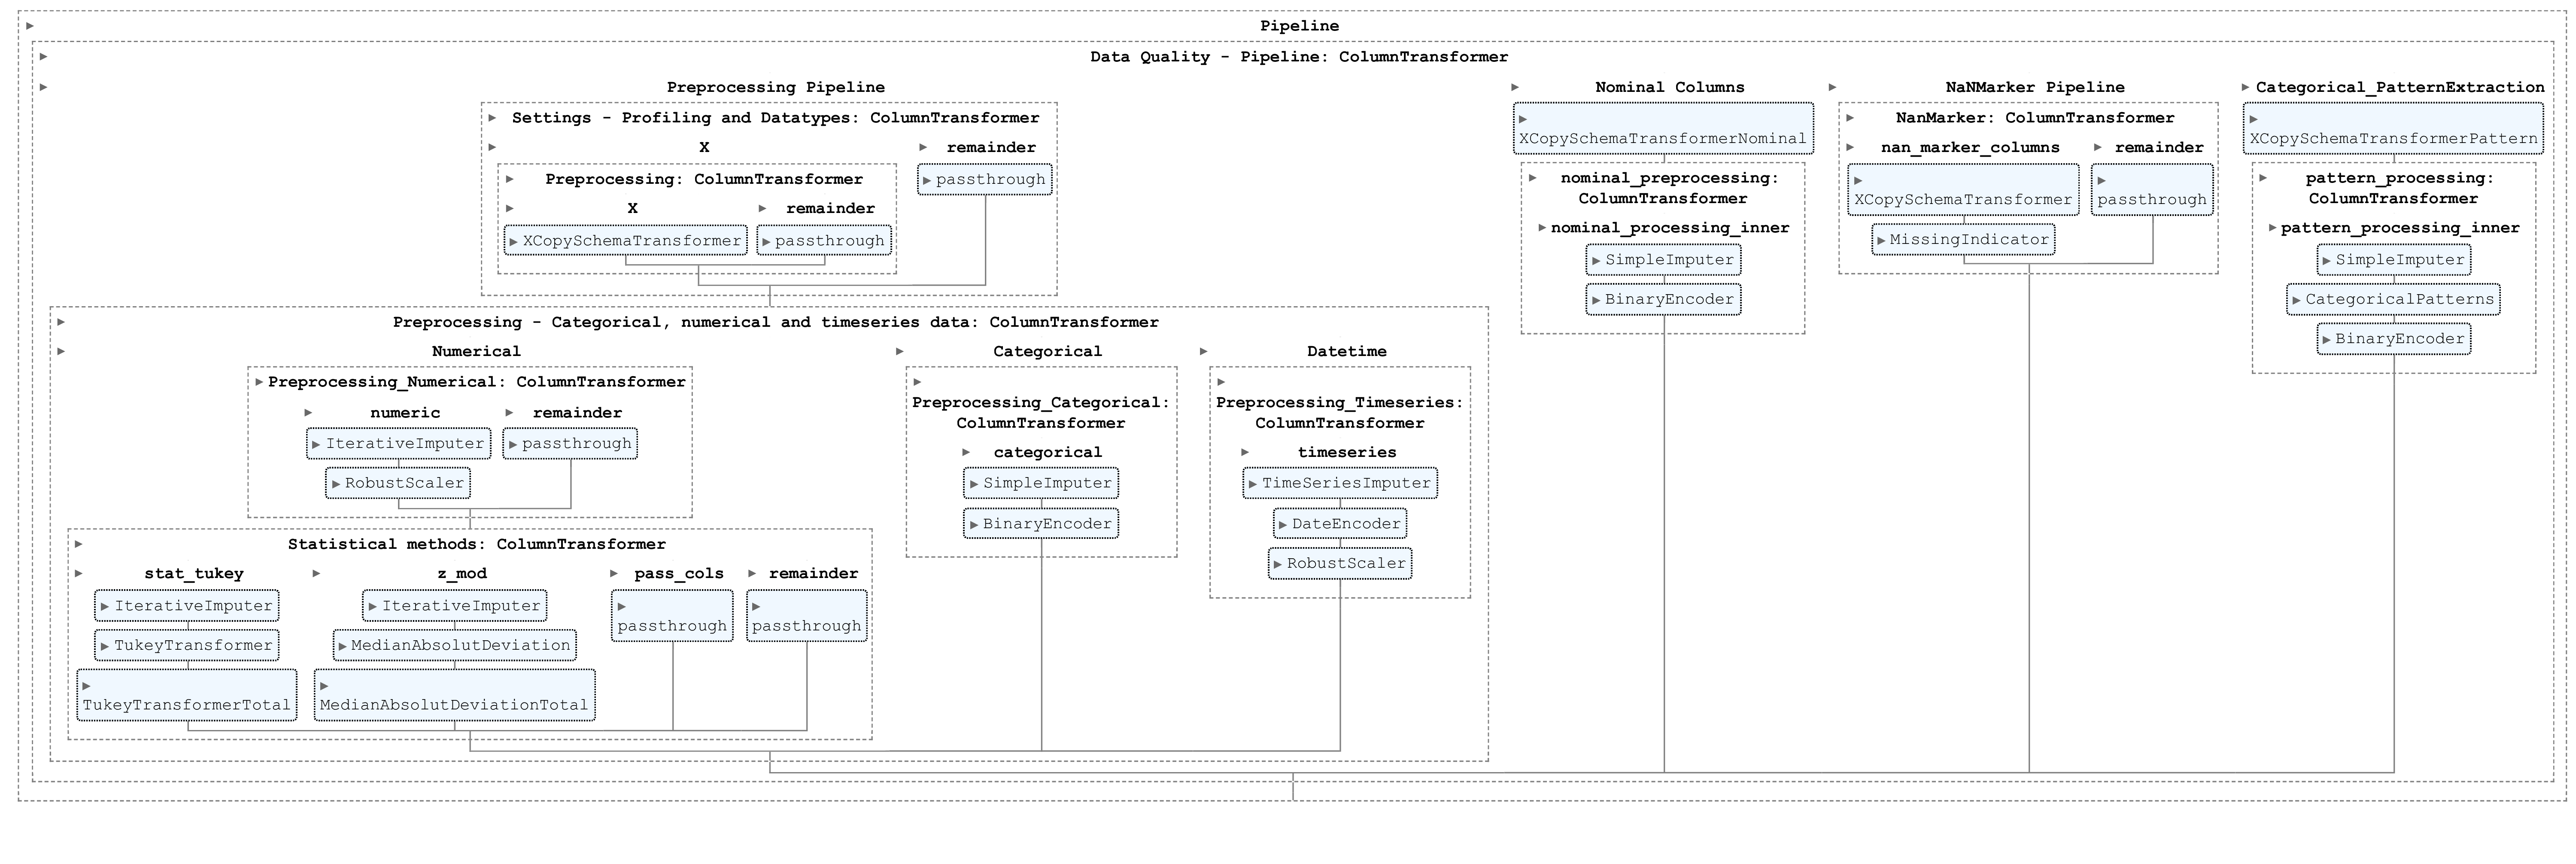 Pipeline
Data Quality - Pipeline: ColumnTransformer
Preprocessing Pipeline
Settings - Profiling and Datatypes: ColumnTransformer
X
remainder
passthrough
Preprocessing: ColumnTransformer
X
remainder
XCopySchemaTransformer
passthrough
Preprocessing - Categorical, numerical and timeseries data: ColumnTransformer
Numerical
Preprocessing_Numerical: ColumnTransformer
numeric
remainder
IterativeImputer
passthrough
RobustScaler
Statistical methods: ColumnTransformer
stat_tukey
IterativeImputer
TukeyTransformer
TukeyTransformerTotal
z_mod
IterativeImputer
MedianAbsolutDeviation
MedianAbsolutDeviationTotal
pass_cols
passthrough
remainder
passthrough
Categorical
Preprocessing_Categorical:
ColumnTransformer
categorical
SimpleImputer
BinaryEncoder
Datetime
Preprocessing_Timeseries:
ColumnTransformer
timeseries
TimeSeriesImputer
DateEncoder
RobustScaler
Nominal Columns
XCopySchemaTransformerNominal
nominal_preprocessing:
ColumnTransformer
nominal_processing_inner
SimpleImputer
BinaryEncoder
NaNMarker Pipeline
NanMarker: ColumnTransformer
nan_marker_columns
remainder
XCopySchemaTransformer
passthrough
MissingIndicator
Categorical_PatternExtraction
XCopySchemaTransformerPattern
pattern_processing:
ColumnTransformer
pattern_processing_inner
SimpleImputer
CategoricalPatterns
BinaryEncoder